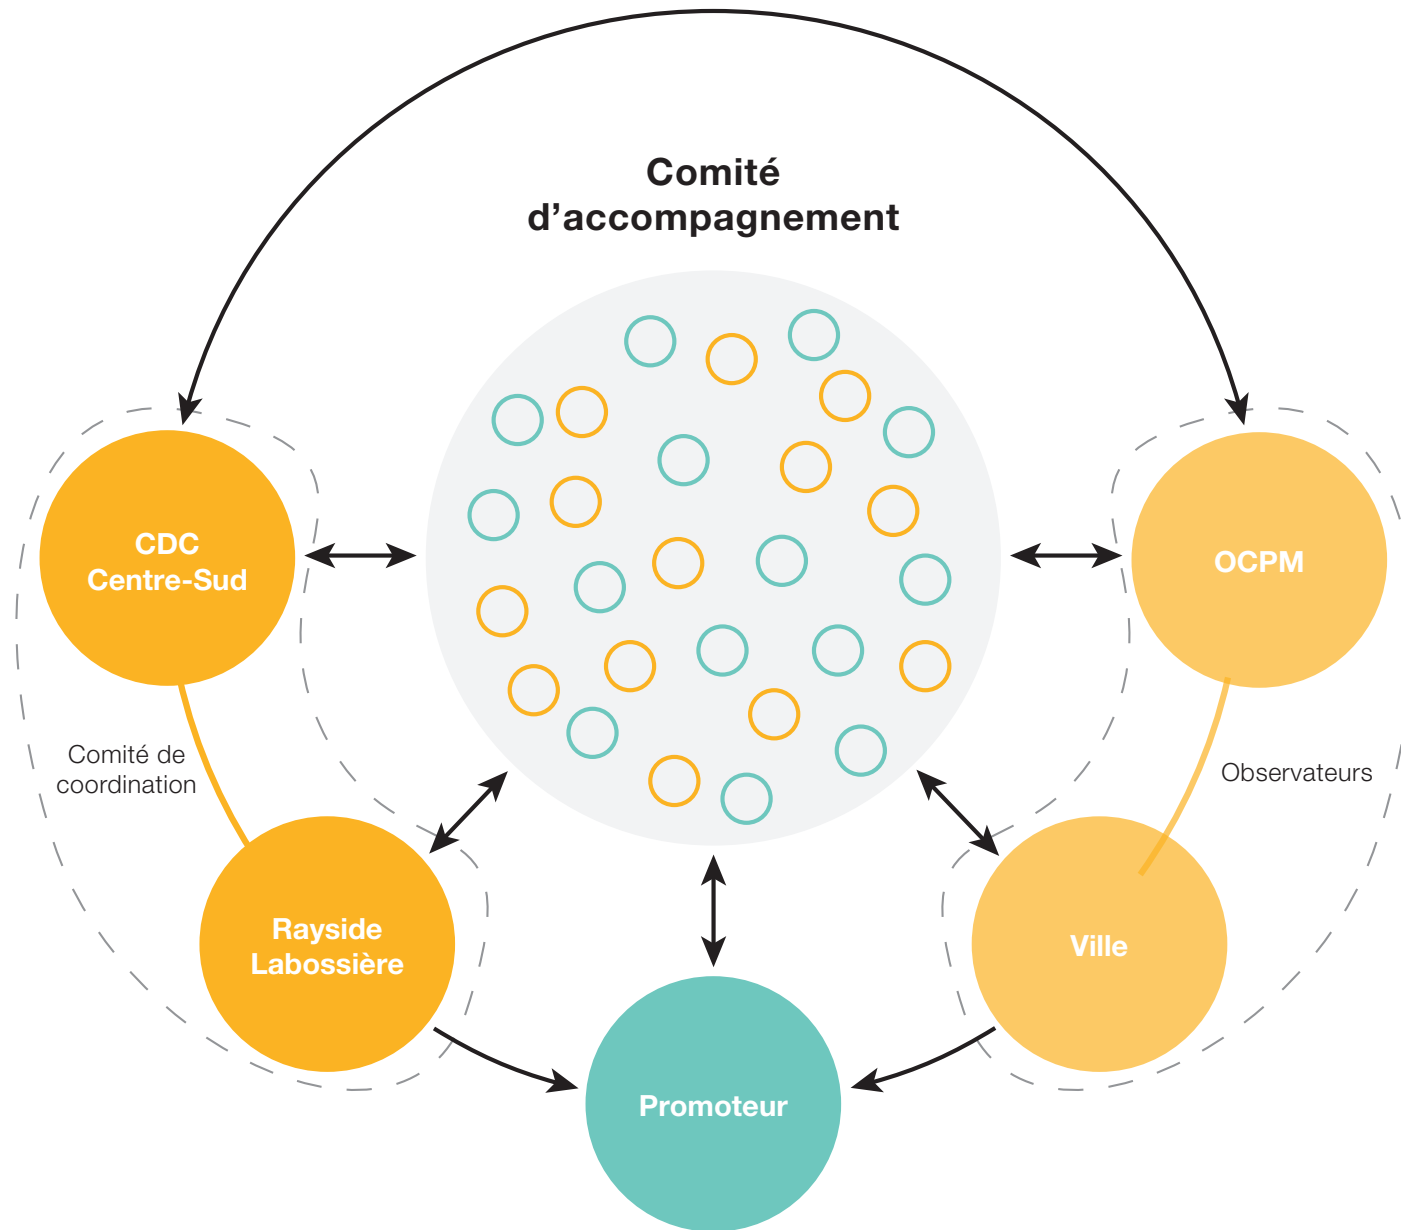 Comité
d’accompagnement
CDC
Centre-Sud
OCPM
Comité de
coordination
Observateurs
Rayside
Labossière
Ville
Promoteur